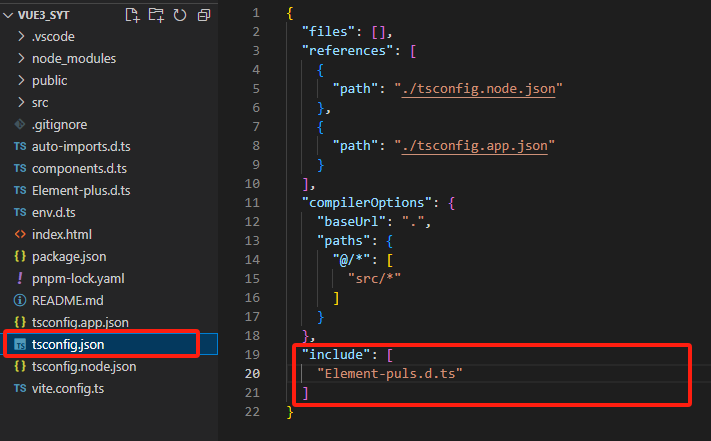 VUE3_SYT
.vscode
node_modules
public
src
.gitignore
TS auto-imports.d.ts
TS components.d.ts
TS Element-plus.d.ts
TS env.d.ts
<> index.html
{} package.json
! pnpm-lock.yaml
README.md
{} tsconfig.app.json
TS tsconfig.json
{} tsconfig.node.json
TS vite.config.ts
1 {
2 "files": [],
3 "references": [
4 {
5 "path": "./tsconfig.node.json"
6 },
7 {
8 "path": "./tsconfig.app.json"
9 }
10 ],
11 "compilerOptions": {
12 "baseUrl": ".",
13 "paths": {
14 "@/*": [
15 "src/*"
16 ]
17 }
18 },
19 "include": [
20 "Element-puls.d.ts"
21 ]
22 }